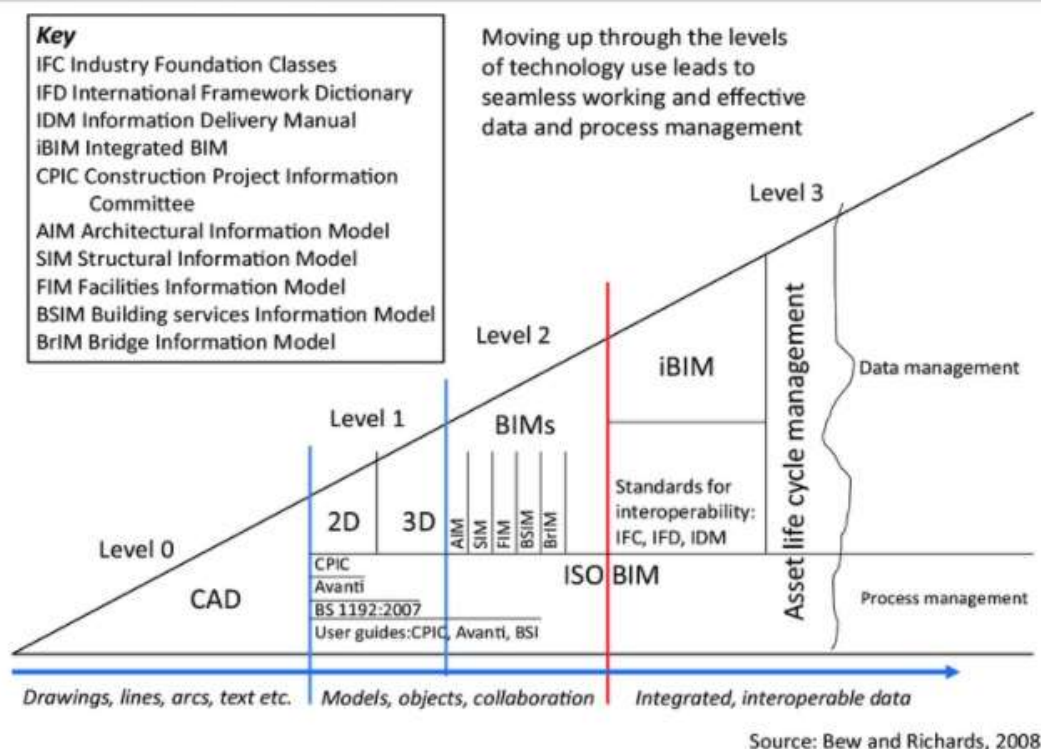 Key
IFC Industry Foundation Classes
IFD International Framework Dictionary
IDM Information Delivery Manual
iBIM Integrated BIM
CPIC Construction Project Information
Committee
AIM Architectural Information Model
SIM Structural Information Model
FIM Facilities Information Model
BSIM Building services Information Model
BrIM Bridge Information Model
Moving up through the levels
of technology use leads to
seamless working and effective
data and process management
Level 3
Level 2
Level 1
Level 0
iBIM
BIMs
2D
3D
AIM
SIM
FIM
BSIM
BrIM
Standards for
interoperability:
IFC, IFD, IDM
Asset life cycle management
Data management
Process management
CAD
CPIC
Avanti
BS 1192:2007
User guides:CPIC, Avanti, BSI
ISO BIM
Drawings, lines, arcs, text etc.
Models, objects, collaboration
Integrated, interoperable data
Source: Bew and Richards, 2008